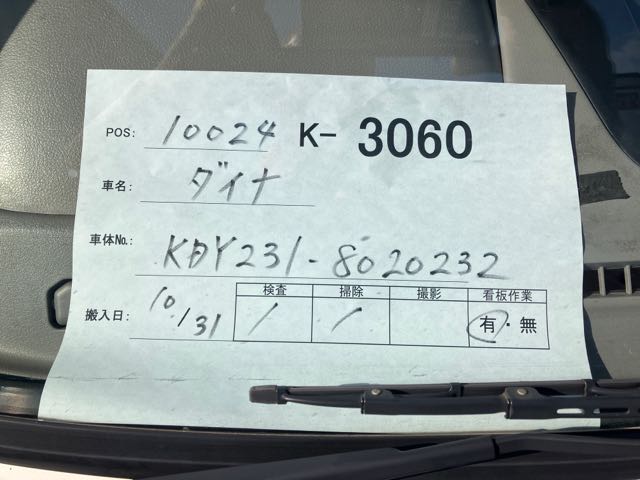 POS: 10024 K- 3060
車名: ダイナ
車体No.: KDY231-8020232
検査 掃除 撮影 看板作業
搬入日: 10/31 / / 有・無